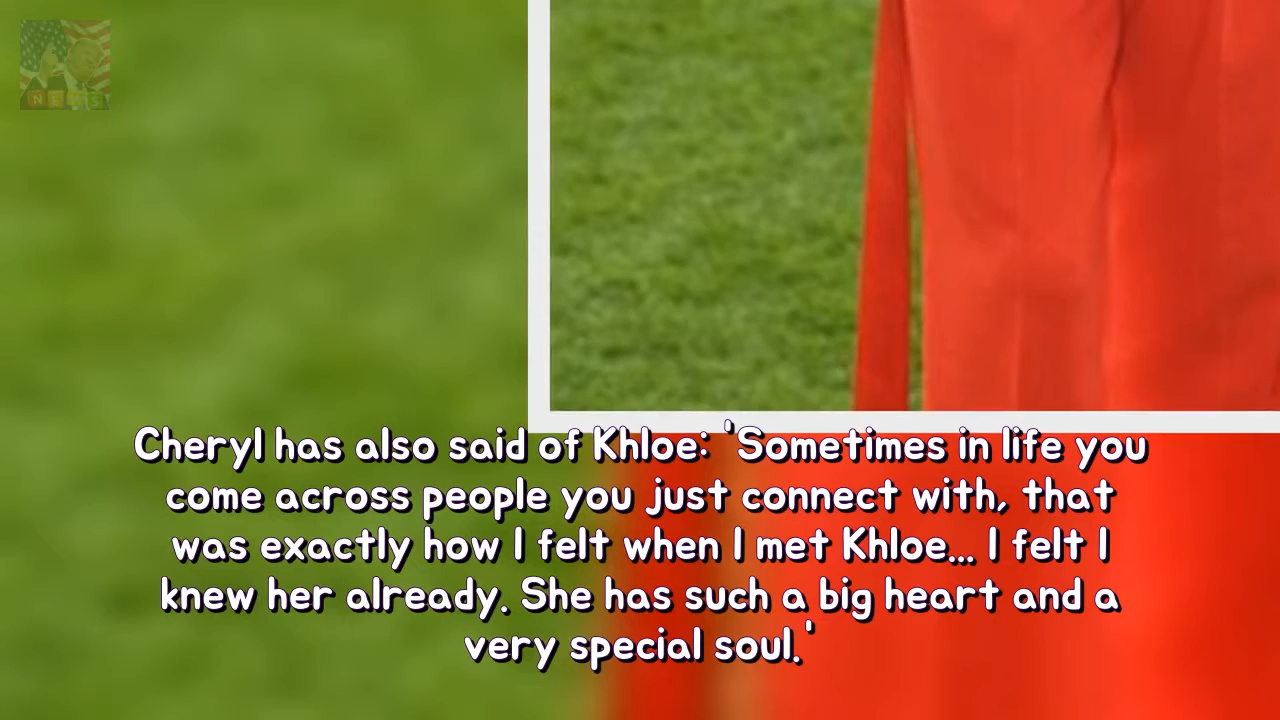 NEWS
Cheryl has also said of Khloe: 'Sometimes in life you
come across people you just connect with, that
was exactly how I felt when I met Khloe... I felt I
knew her already. She has such a big heart and a
very special soul.'